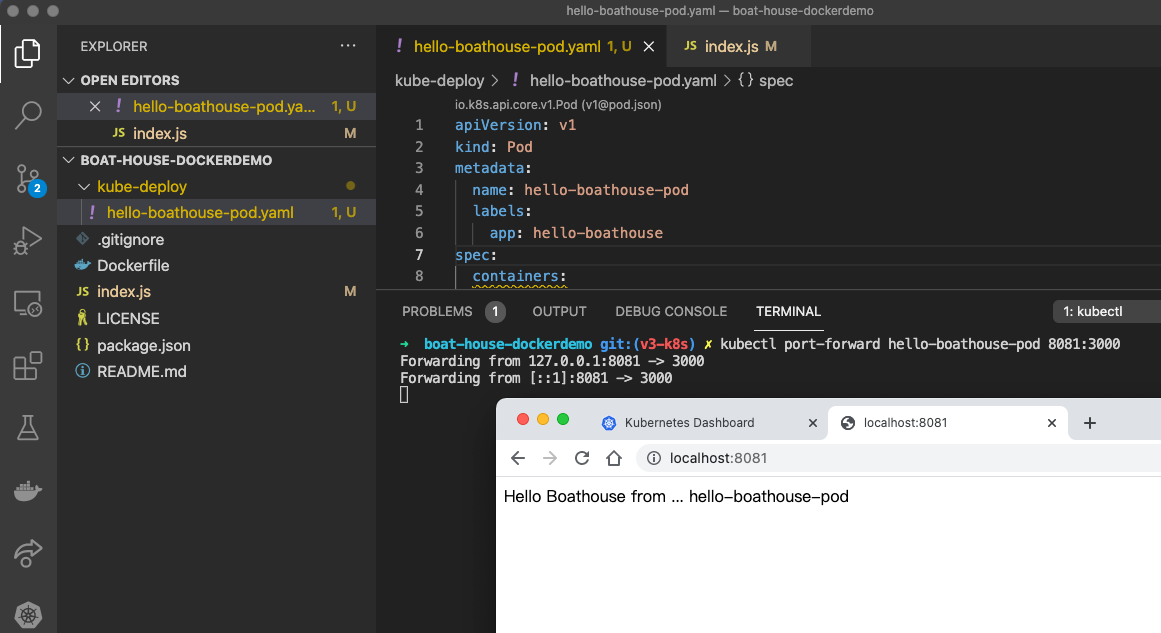 hello-boathouse-pod.yaml — boat-house-dockerdemo
EXPLORER ...
OPEN EDITORS
! hello-boathouse-pod.ya... 1, U
JS index.js M
BOAT-HOUSE-DOCKERDEMO
kube-deploy
! hello-boathouse-pod.yaml 1, U
.gitignore
Dockerfile
JS index.js M
LICENSE
{} package.json
README.md
2
! hello-boathouse-pod.yaml 1, U
JS index.js M
kube-deploy > ! hello-boathouse-pod.yaml > {} spec
io.k8s.api.core.v1.Pod (v1@pod.json)
1 apiVersion: v1
2 kind: Pod
3 metadata:
4 name: hello-boathouse-pod
5 labels:
6 app: hello-boathouse
7 spec:
8 containers:
PROBLEMS 1 OUTPUT DEBUG CONSOLE TERMINAL 1: kubectl
→ boat-house-dockerdemo git:(v3-k8s) ✗ kubectl port-forward hello-boathouse-pod 8081:3000
Forwarding from 127.0.0.1:8081 -> 3000
Forwarding from [::1]:8081 -> 3000
Kubernetes Dashboard
localhost:8081
localhost:8081
Hello Boathouse from ... hello-boathouse-pod